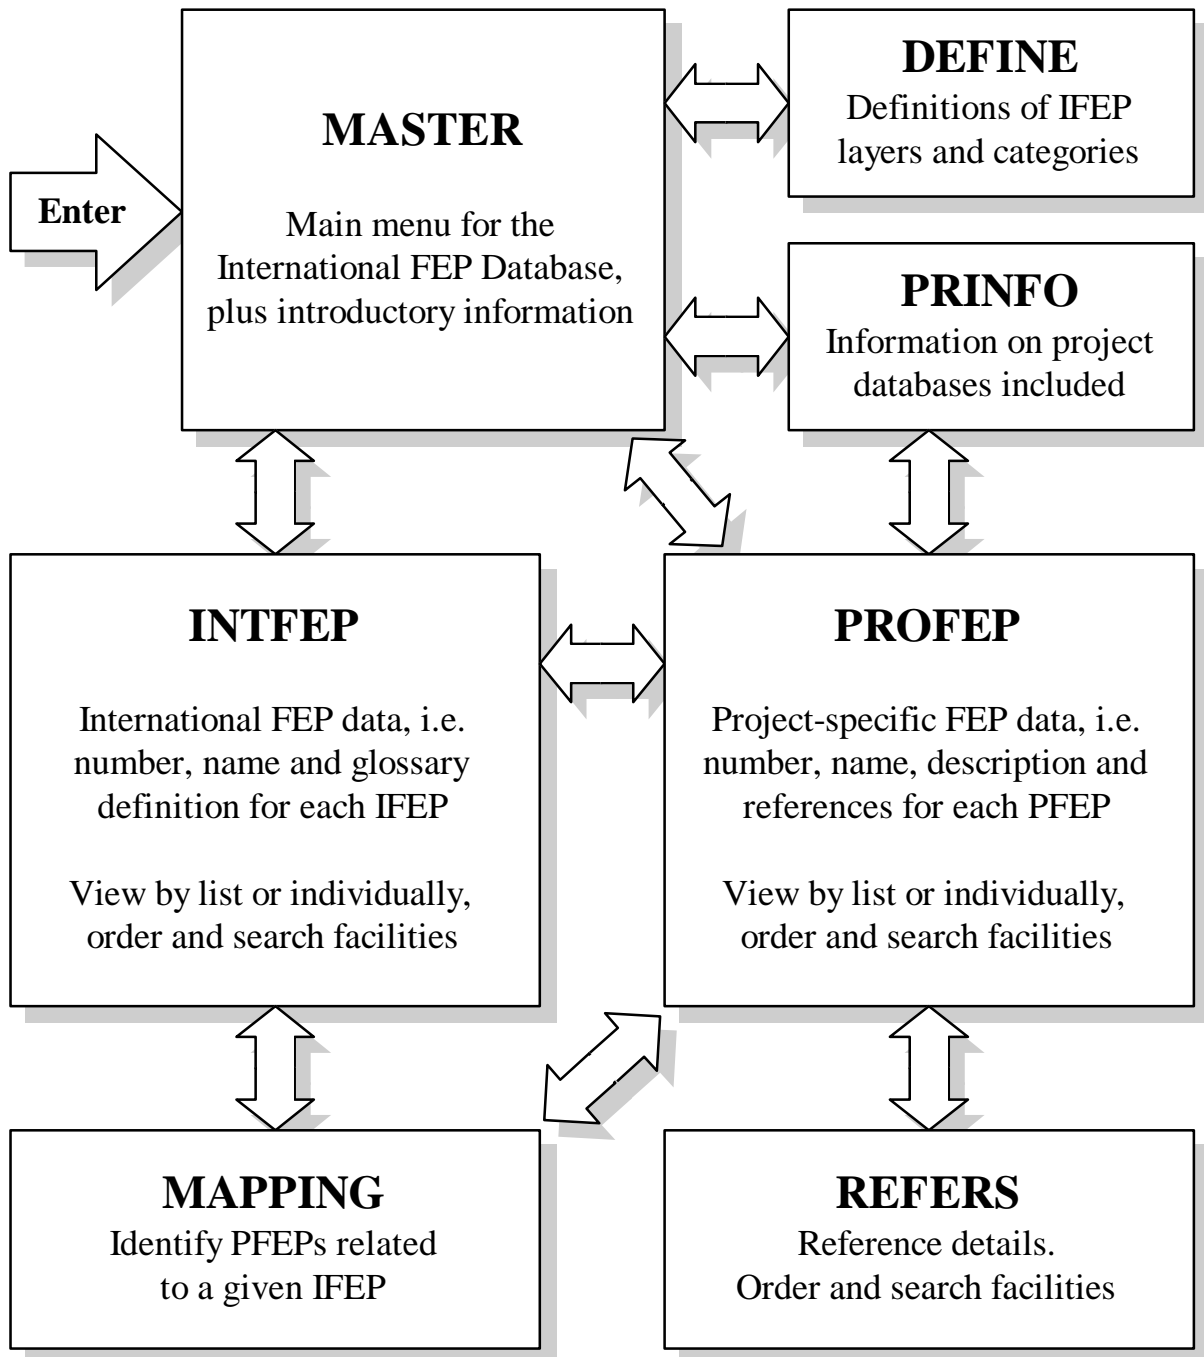 Enter
MASTER
Main menu for the
International FEP Database,
plus introductory information
DEFINE
Definitions of IFEP
layers and categories
PRINFO
Information on project
databases included
INTFEP
International FEP data, i.e.
number, name and glossary
definition for each IFEP
View by list or individually,
order and search facilities
PROFEP
Project-specific FEP data, i.e.
number, name, description and
references for each PFEP
View by list or individually,
order and search facilities
MAPPING
Identify PFEPs related
to a given IFEP
REFERS
Reference details.
Order and search facilities